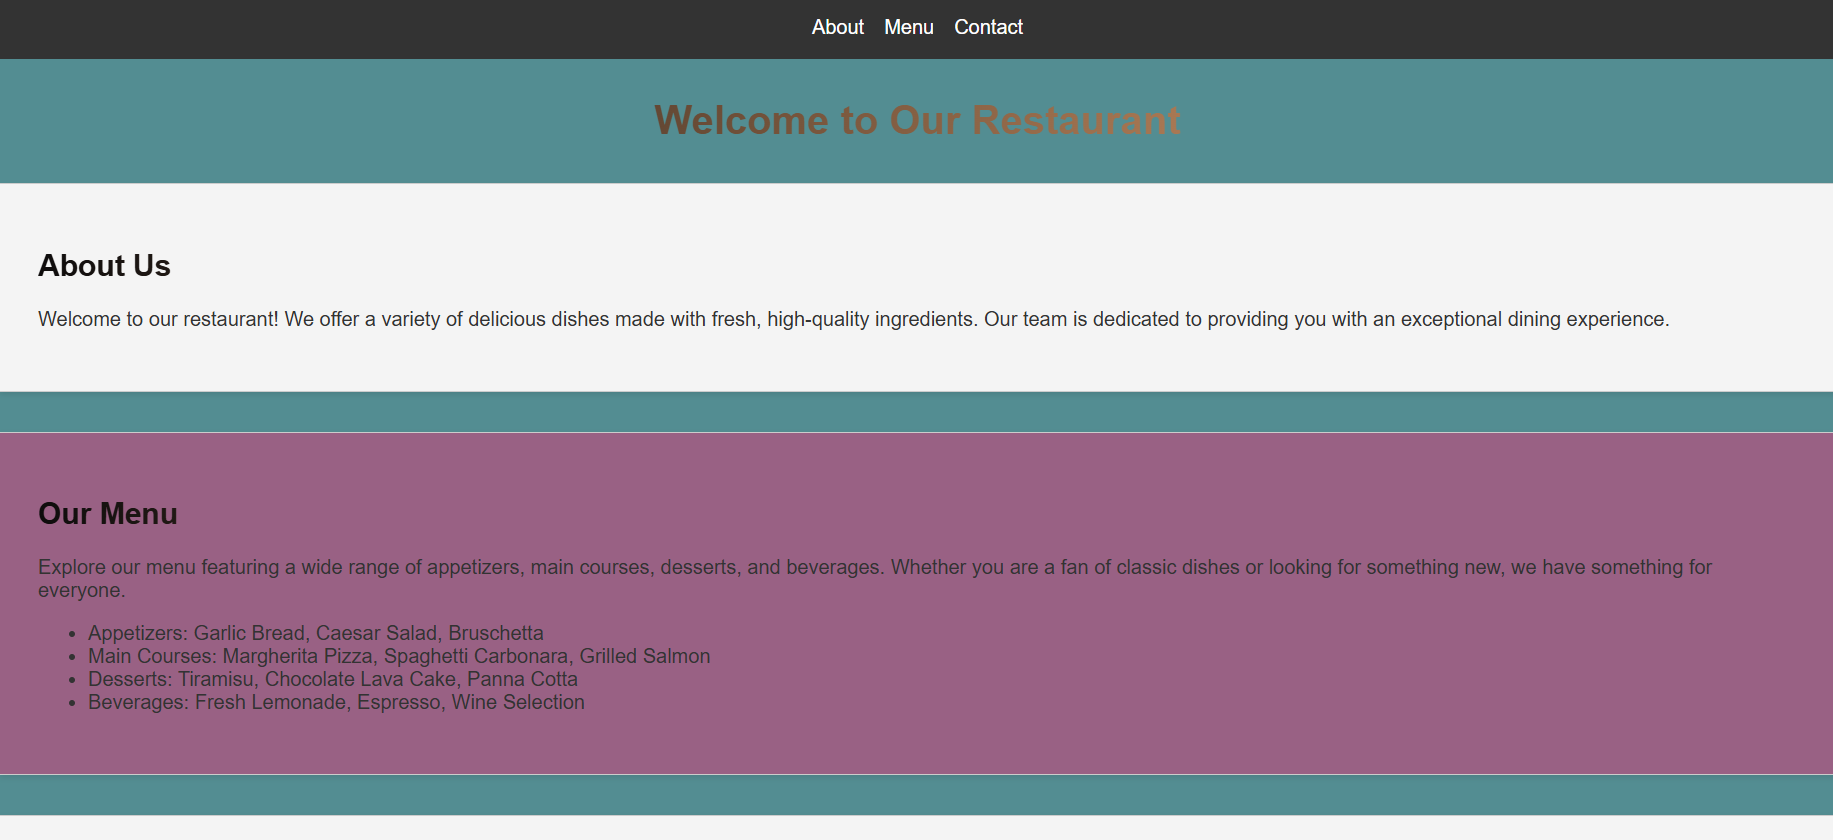 About Menu Contact
Welcome to Our Restaurant
About Us
Welcome to our restaurant! We offer a variety of delicious dishes made with fresh, high-quality ingredients. Our team is dedicated to providing you with an exceptional dining experience.
Our Menu
Explore our menu featuring a wide range of appetizers, main courses, desserts, and beverages. Whether you are a fan of classic dishes or looking for something new, we have something for
everyone.
• Appetizers: Garlic Bread, Caesar Salad, Bruschetta
• Main Courses: Margherita Pizza, Spaghetti Carbonara, Grilled Salmon
• Desserts: Tiramisu, Chocolate Lava Cake, Panna Cotta
• Beverages: Fresh Lemonade, Espresso, Wine Selection